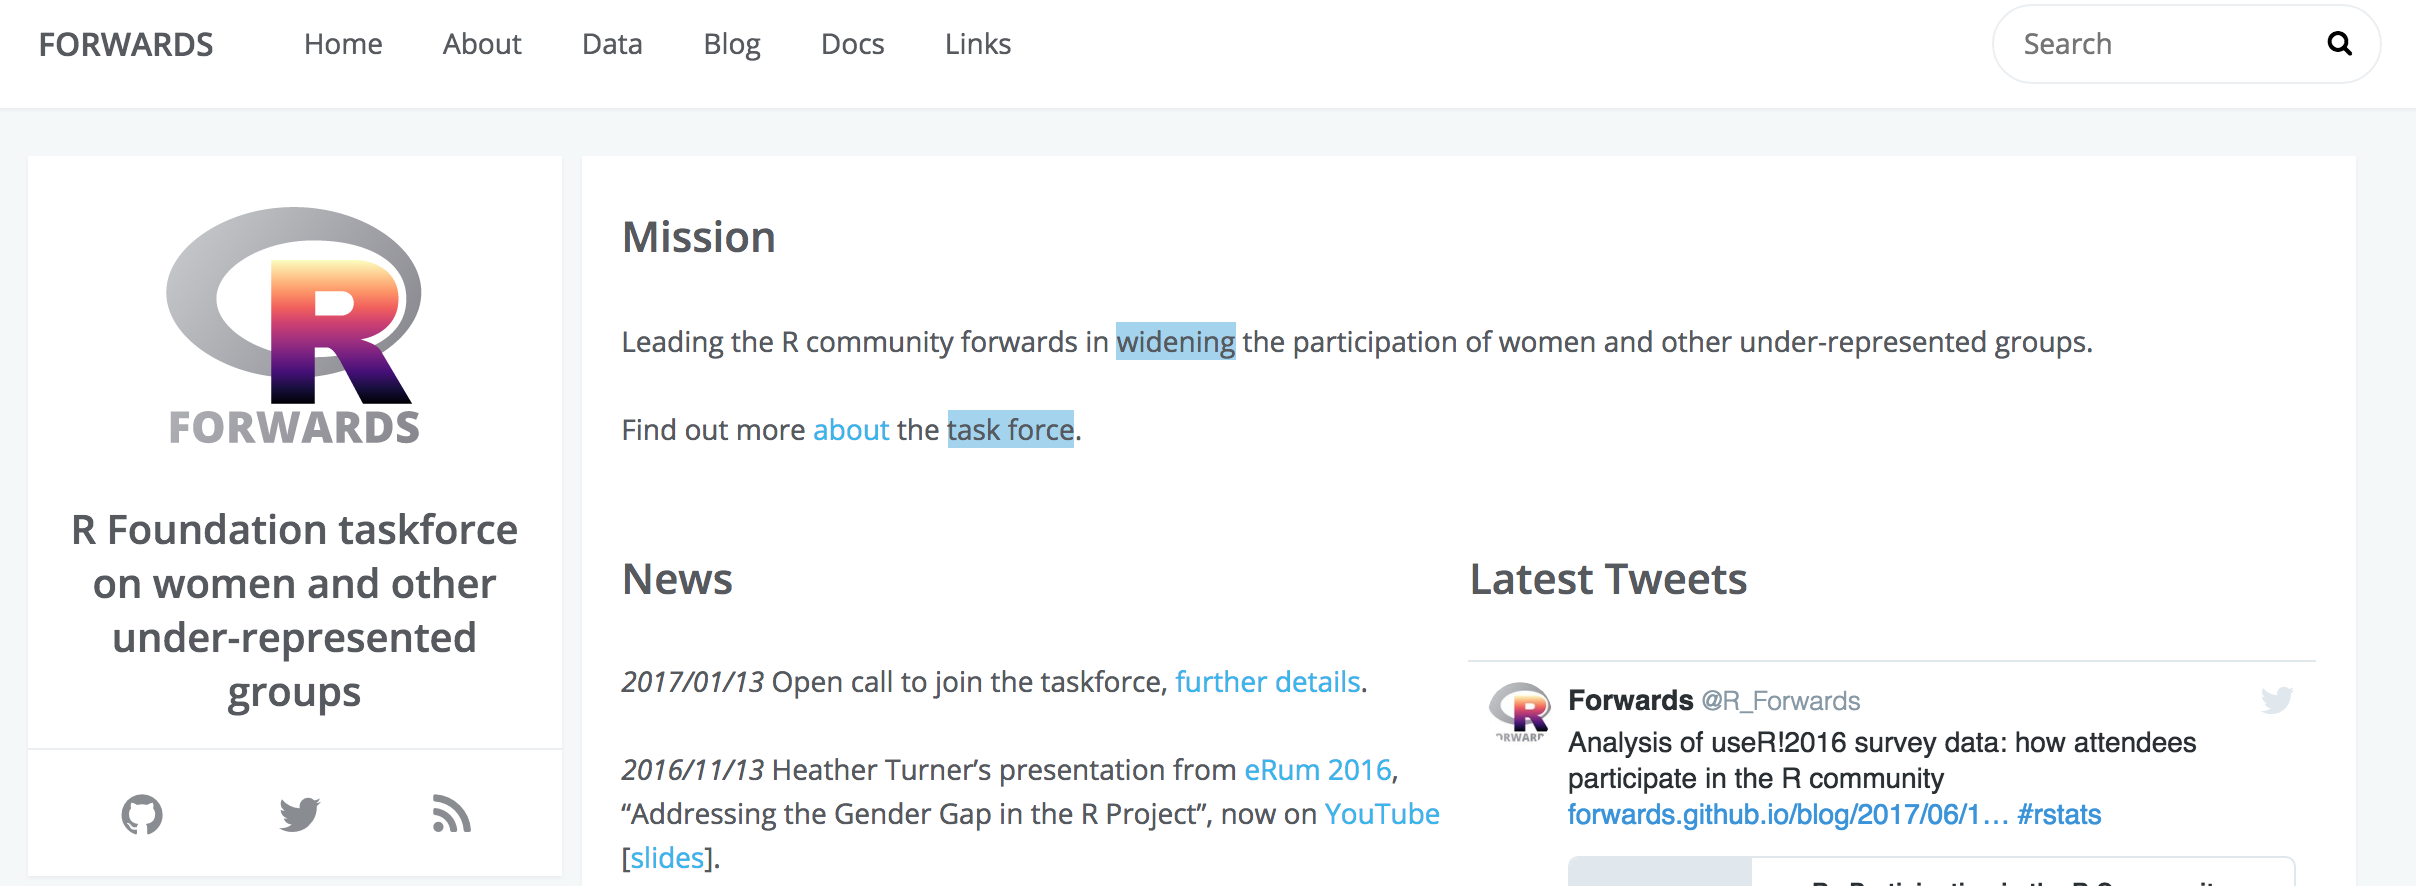 FORWARDS
Home
About
Data
Blog
Docs
Links
Search
R
FORWARDS
R Foundation taskforce
on women and other
under-represented
groups
Mission
Leading the R community forwards in widening the participation of women and other under-represented groups.
Find out more about the task force.
News
2017/01/13 Open call to join the taskforce, further details.
2016/11/13 Heather Turner’s presentation from eRum 2016,
“Addressing the Gender Gap in the R Project”, now on YouTube
[slides].
Latest Tweets
Forwards @R_Forwards
Analysis of useR!2016 survey data: how attendees
participate in the R community
forwards.github.io/blog/2017/06/1… #rstats